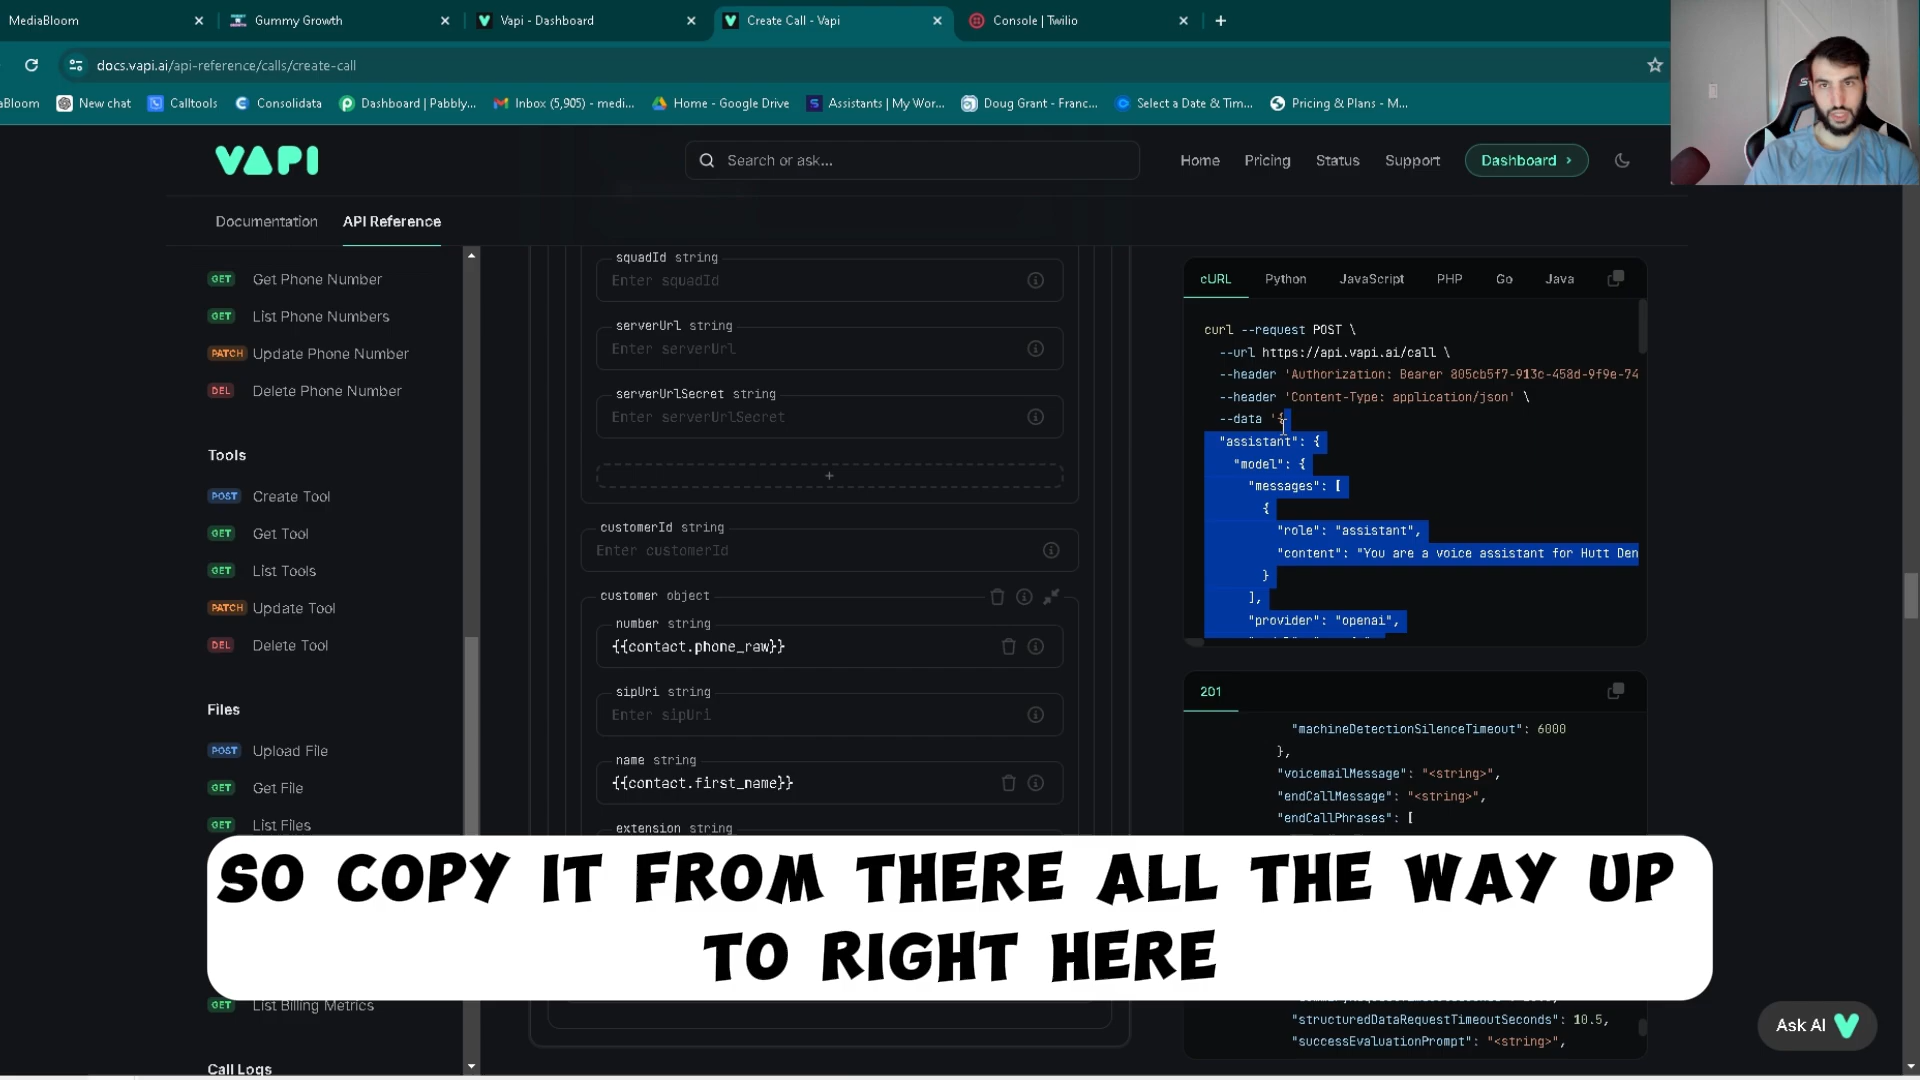 MediaBloom
Gummy Growth
Vapi - Dashboard
Create Call - Vapi
Console | Twilio
docs.vapi.ai/api-reference/calls/create-call
aBloom
New chat
Calltools
Consolidata
Dashboard | Pabbly...
Inbox (5,905) - medi...
Home - Google Drive
Assistants | My Wor...
Doug Grant - Franc...
Select a Date & Tim...
Pricing & Plans - M...
VAPI
Search or ask...
Home
Pricing
Status
Support
Dashboard
Documentation
API Reference
GET Get Phone Number
GET List Phone Numbers
PATCH Update Phone Number
DEL Delete Phone Number
Tools
POST Create Tool
GET Get Tool
GET List Tools
PATCH Update Tool
DEL Delete Tool
Files
POST Upload File
GET Get File
GET List Files
GET List Billing Metrics
Call Logs
squadId string
Enter squadId
serverUrl string
Enter serverUrl
serverUrlSecret string
Enter serverUrlSecret
+
customerId string
Enter customerId
customer object
number string
{{contact.phone_raw}}
sipUri string
Enter sipUri
name string
{{contact.first_name}}
extension string
cURL
Python
JavaScript
PHP
Go
Java
curl --request POST \
--url https://api.vapi.ai/call \
--header 'Authorization: Bearer 805cb5f7-913c-458d-9f9e-74
--header 'Content-Type: application/json' \
--data '{
"assistant": {
"model": {
"messages": [
{
"role": "assistant",
"content": "You are a voice assistant for Hutt Den
}
],
"provider": "openai",
201
"machineDetectionSilenceTimeout": 6000
},
"voicemailMessage": "<string>",
"endCallMessage": "<string>",
"endCallPhrases": [
"structuredDataRequestTimeoutSeconds": 10.5,
"successEvaluationPrompt": "<string>",
SO COPY IT FROM THERE ALL THE WAY UP
TO RIGHT HERE
Ask AI